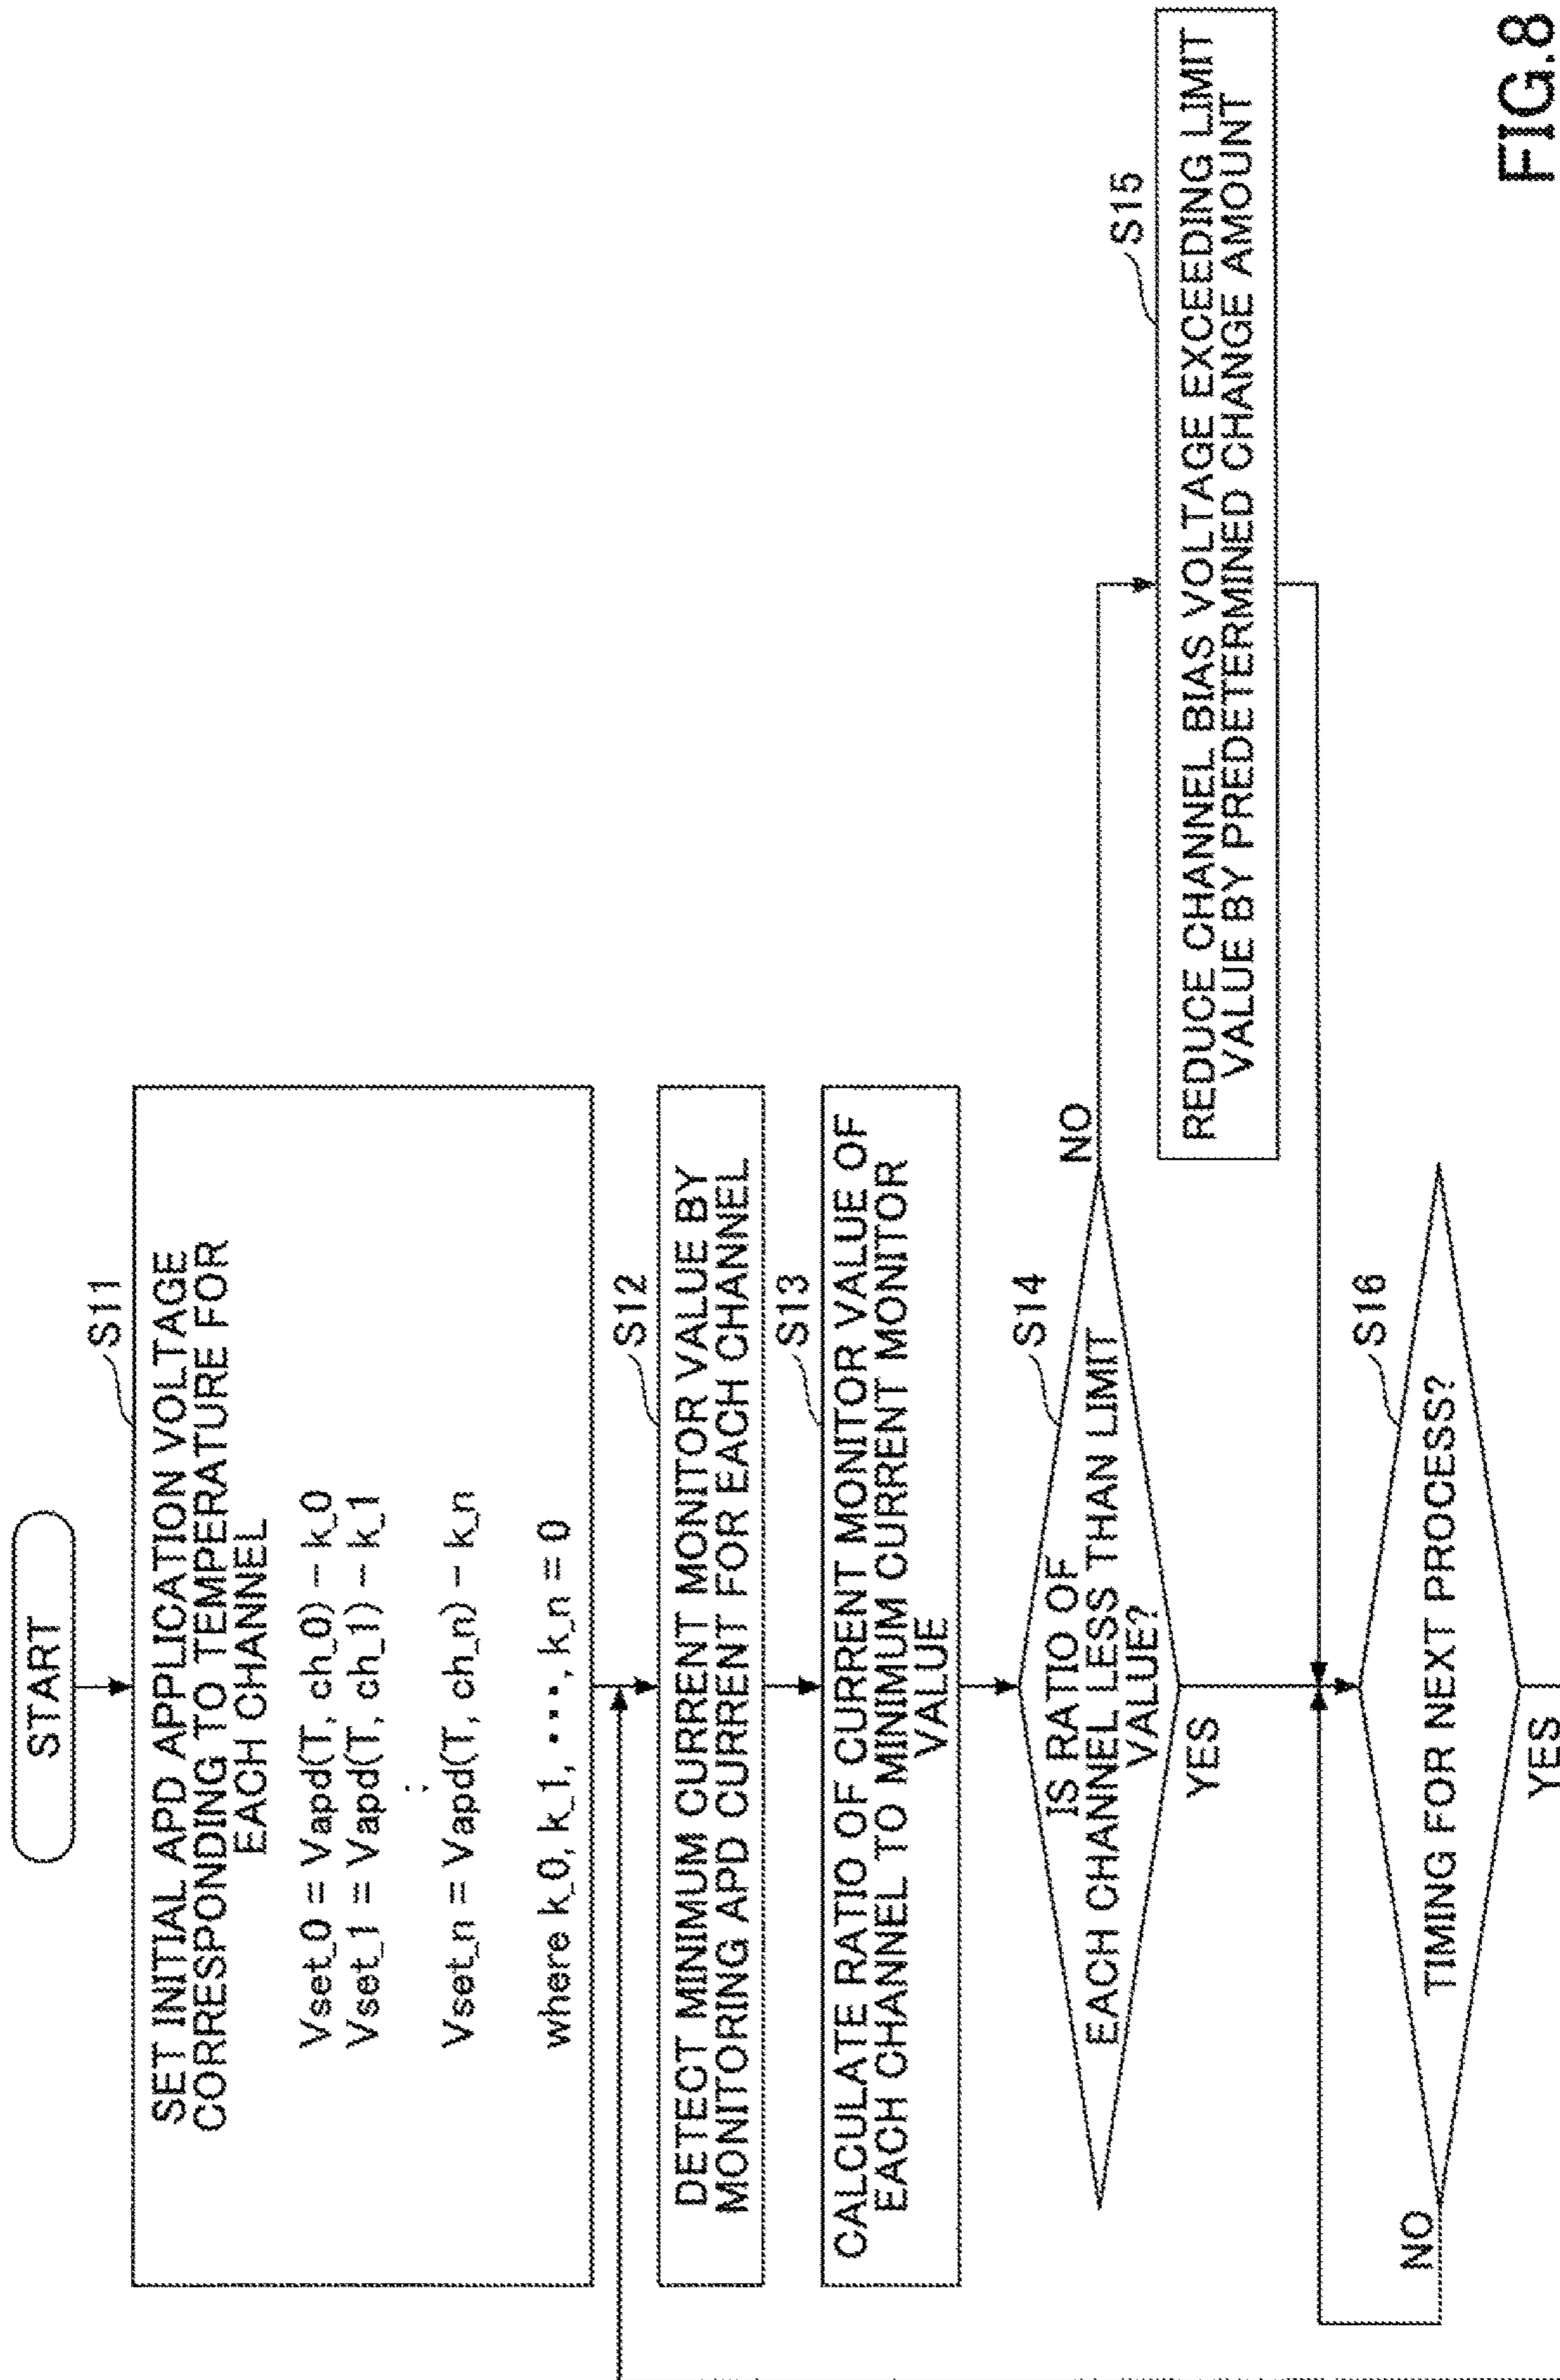 START
S11
SET INITIAL APD APPLICATION VOLTAGE
CORRESPONDING TO TEMPERATURE FOR
EACH CHANNEL
Vset_0 = Vapd(T, ch_0) − k_0
Vset_1 = Vapd(T, ch_1) − k_1
:
Vset_n = Vapd(T, ch_n) − k_n
where k_0, k_1, •••, k_n = 0
S12
DETECT MINIMUM CURRENT MONITOR VALUE BY
MONITORING APD CURRENT FOR EACH CHANNEL
S13
CALCULATE RATIO OF CURRENT MONITOR VALUE OF
EACH CHANNEL TO MINIMUM CURRENT MONITOR
VALUE
S14
IS RATIO OF
EACH CHANNEL LESS THAN LIMIT
VALUE?
NO
YES
S15
REDUCE CHANNEL BIAS VOLTAGE EXCEEDING LIMIT
VALUE BY PREDETERMINED CHANGE AMOUNT
S16
TIMING FOR NEXT PROCESS?
NO
YES
FIG.8